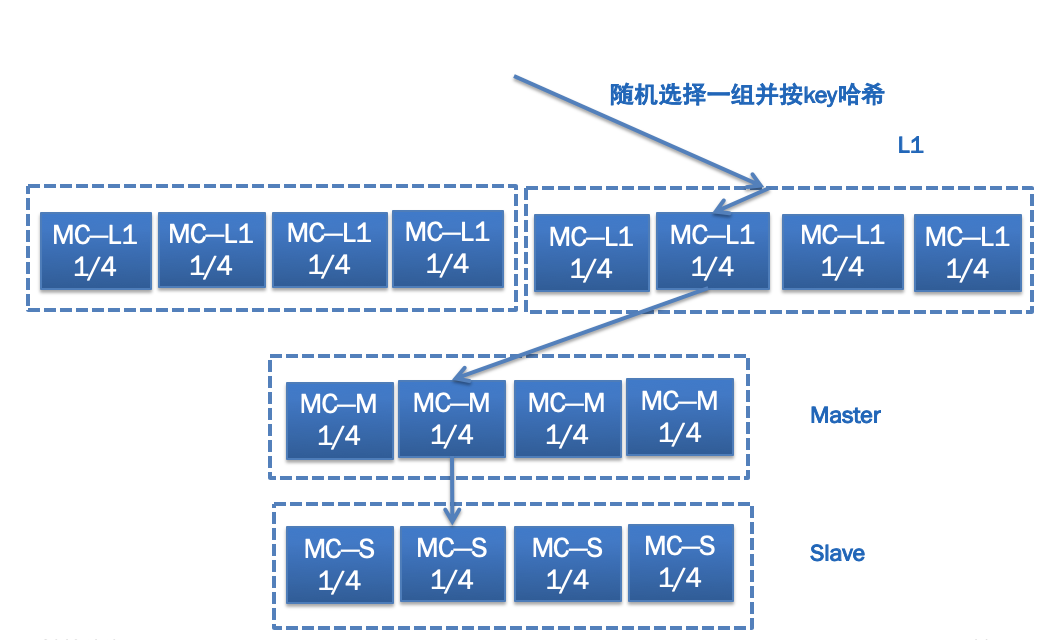 随机选择一组并按key哈希
L1
MC—L1 MC—L1 MC—L1 MC—L1 MC—L1 MC—L1 MC—L1 MC—L1
1/4 1/4 1/4 1/4 1/4 1/4 1/4 1/4
MC—M MC—M MC—M MC—M
1/4 1/4 1/4 1/4
Master
MC—S MC—S MC—S MC—S
1/4 1/4 1/4 1/4
Slave